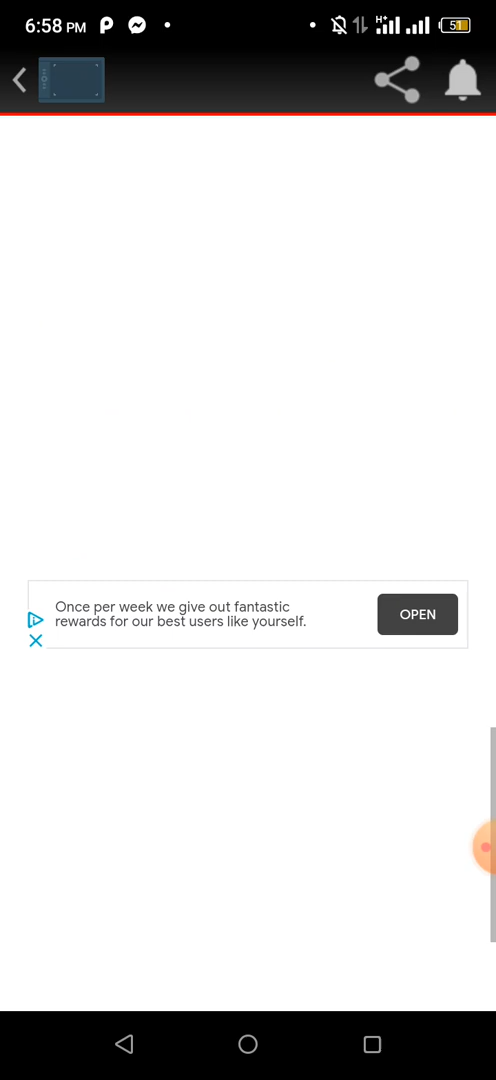 6:58 PM
H+
51
Once per week we give out fantastic
rewards for our best users like yourself.
OPEN